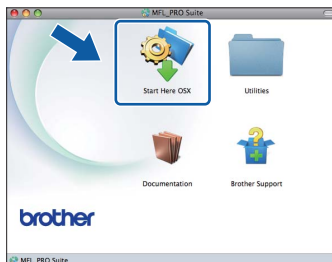 MFL_PRO Suite
Start Here OSX
Utilities
Documentation
Brother Support
brother
MFL_PRO Suite